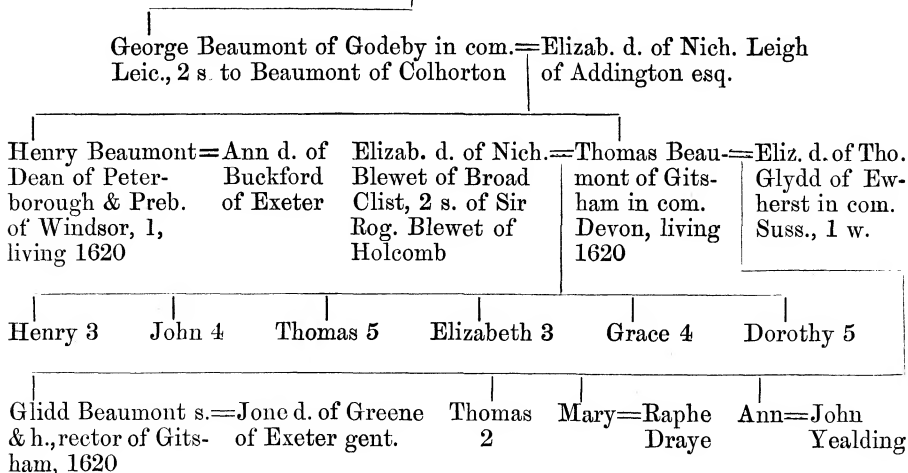 George Beaumont of Godeby in com.=Elizab. d. of Nich. Leigh
Leic., 2 s. to Beaumont of Colhorton of Addington esq.
Henry Beaumont=Ann d. of
Dean of Peter- Buckford
borough & Preb. of Exeter
of Windsor, 1,
living 1620
Elizab. d. of Nich.=Thomas Beau-=Eliz. d. of Tho.
Blewet of Broad mont of Gits- Glydd of Ew-
Clist, 2 s. of Sir ham in com. herst in com.
Rog. Blewet of Devon, living Suss., 1 w.
Holcomb 1620
Henry 3 John 4 Thomas 5 Elizabeth 3 Grace 4 Dorothy 5
Glidd Beaumont s.=Jone d. of Greene Thomas Mary=Raphe Ann=John
& h., rector of Gits- of Exeter gent. 2 Draye Yealding
ham, 1620